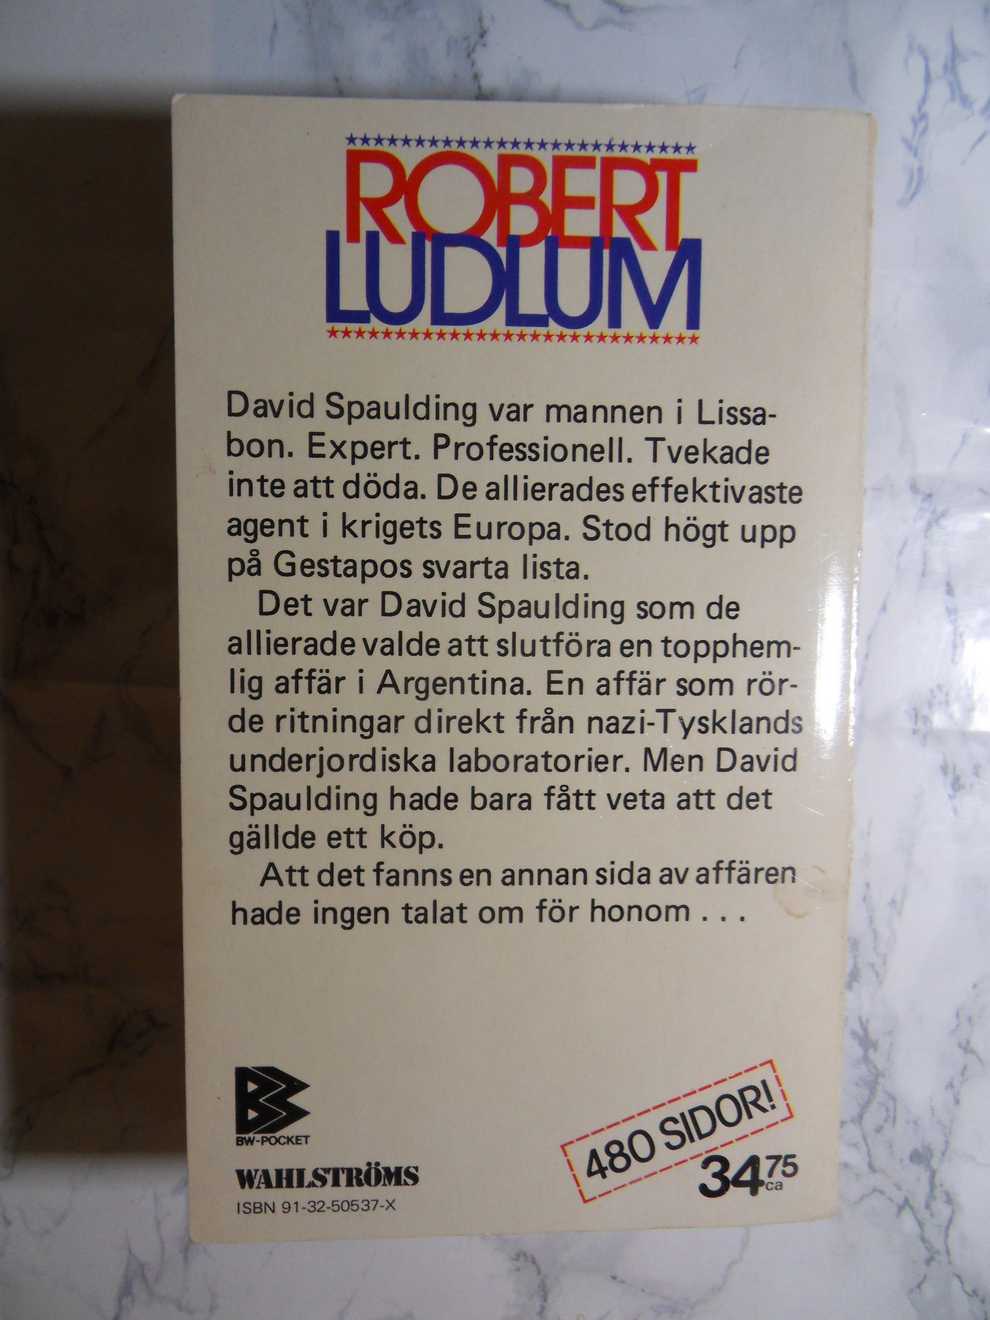 ROBERT
LUDLUM
David Spaulding var mannen i Lissa-
bon. Expert. Professionell. Tvekade
inte att döda. De allierades effektivaste
agent i krigets Europa. Stod högt upp
på Gestapos svarta lista.
Det var David Spaulding som de
allierade valde att slutföra en topphem-
lig affär i Argentina. En affär som rör-
de ritningar direkt från nazi-Tysklands
underjordiska laboratorier. Men David
Spaulding hade bara fått veta att det
gällde ett köp.
Att det fanns en annan sida av affären
hade ingen talat om för honom . . .
BW-POCKET
WAHLSTRÖMS
ISBN 91-32-50537-X
480 SIDOR!
34 75
ca